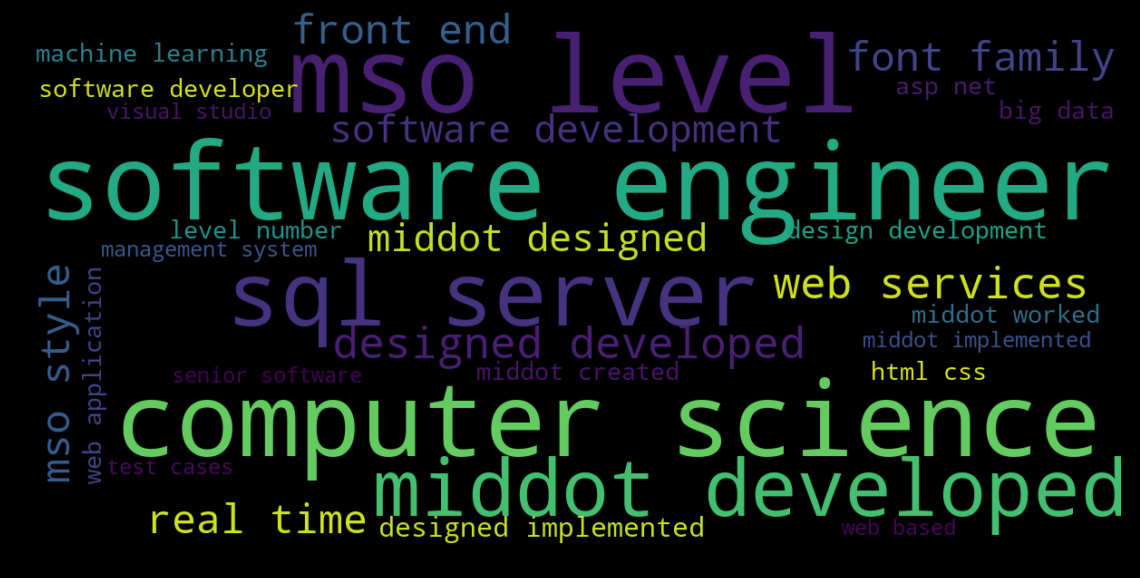 front end
machine learning
mso level
font family
software developer
asp net
visual studio
big data
software development
software engineer
level number
middot designed
design development
management system
mso style
web application
sql server
web services
middot worked
designed developed
middot implemented
senior software
middot created
html css
computer science
test cases
middot developed
real time
designed implemented
web based